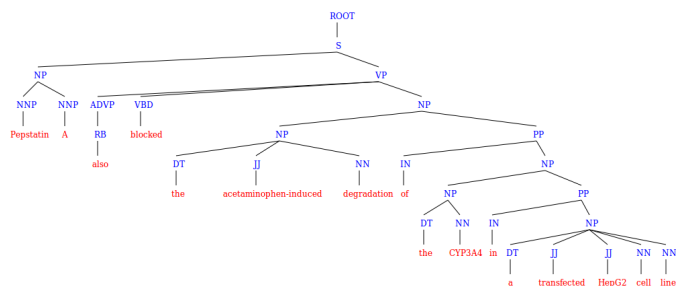 ROOT
S
NP VP
NNP NNP ADVP VBD NP
Pepstatin A RB blocked NP PP
also DT JJ NN IN NP
the acetaminophen-induced degradation of NP PP
DT NN IN NP
the CYP3A4 in DT JJ JJ NN NN
a transfected HepG2 cell line